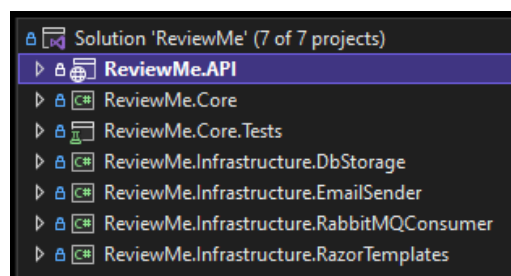 Solution 'ReviewMe' (7 of 7 projects)
ReviewMe.API
C# ReviewMe.Core
ReviewMe.Core.Tests
C# ReviewMe.Infrastructure.DbStorage
C# ReviewMe.Infrastructure.EmailSender
C# ReviewMe.Infrastructure.RabbitMQConsumer
C# ReviewMe.Infrastructure.RazorTemplates